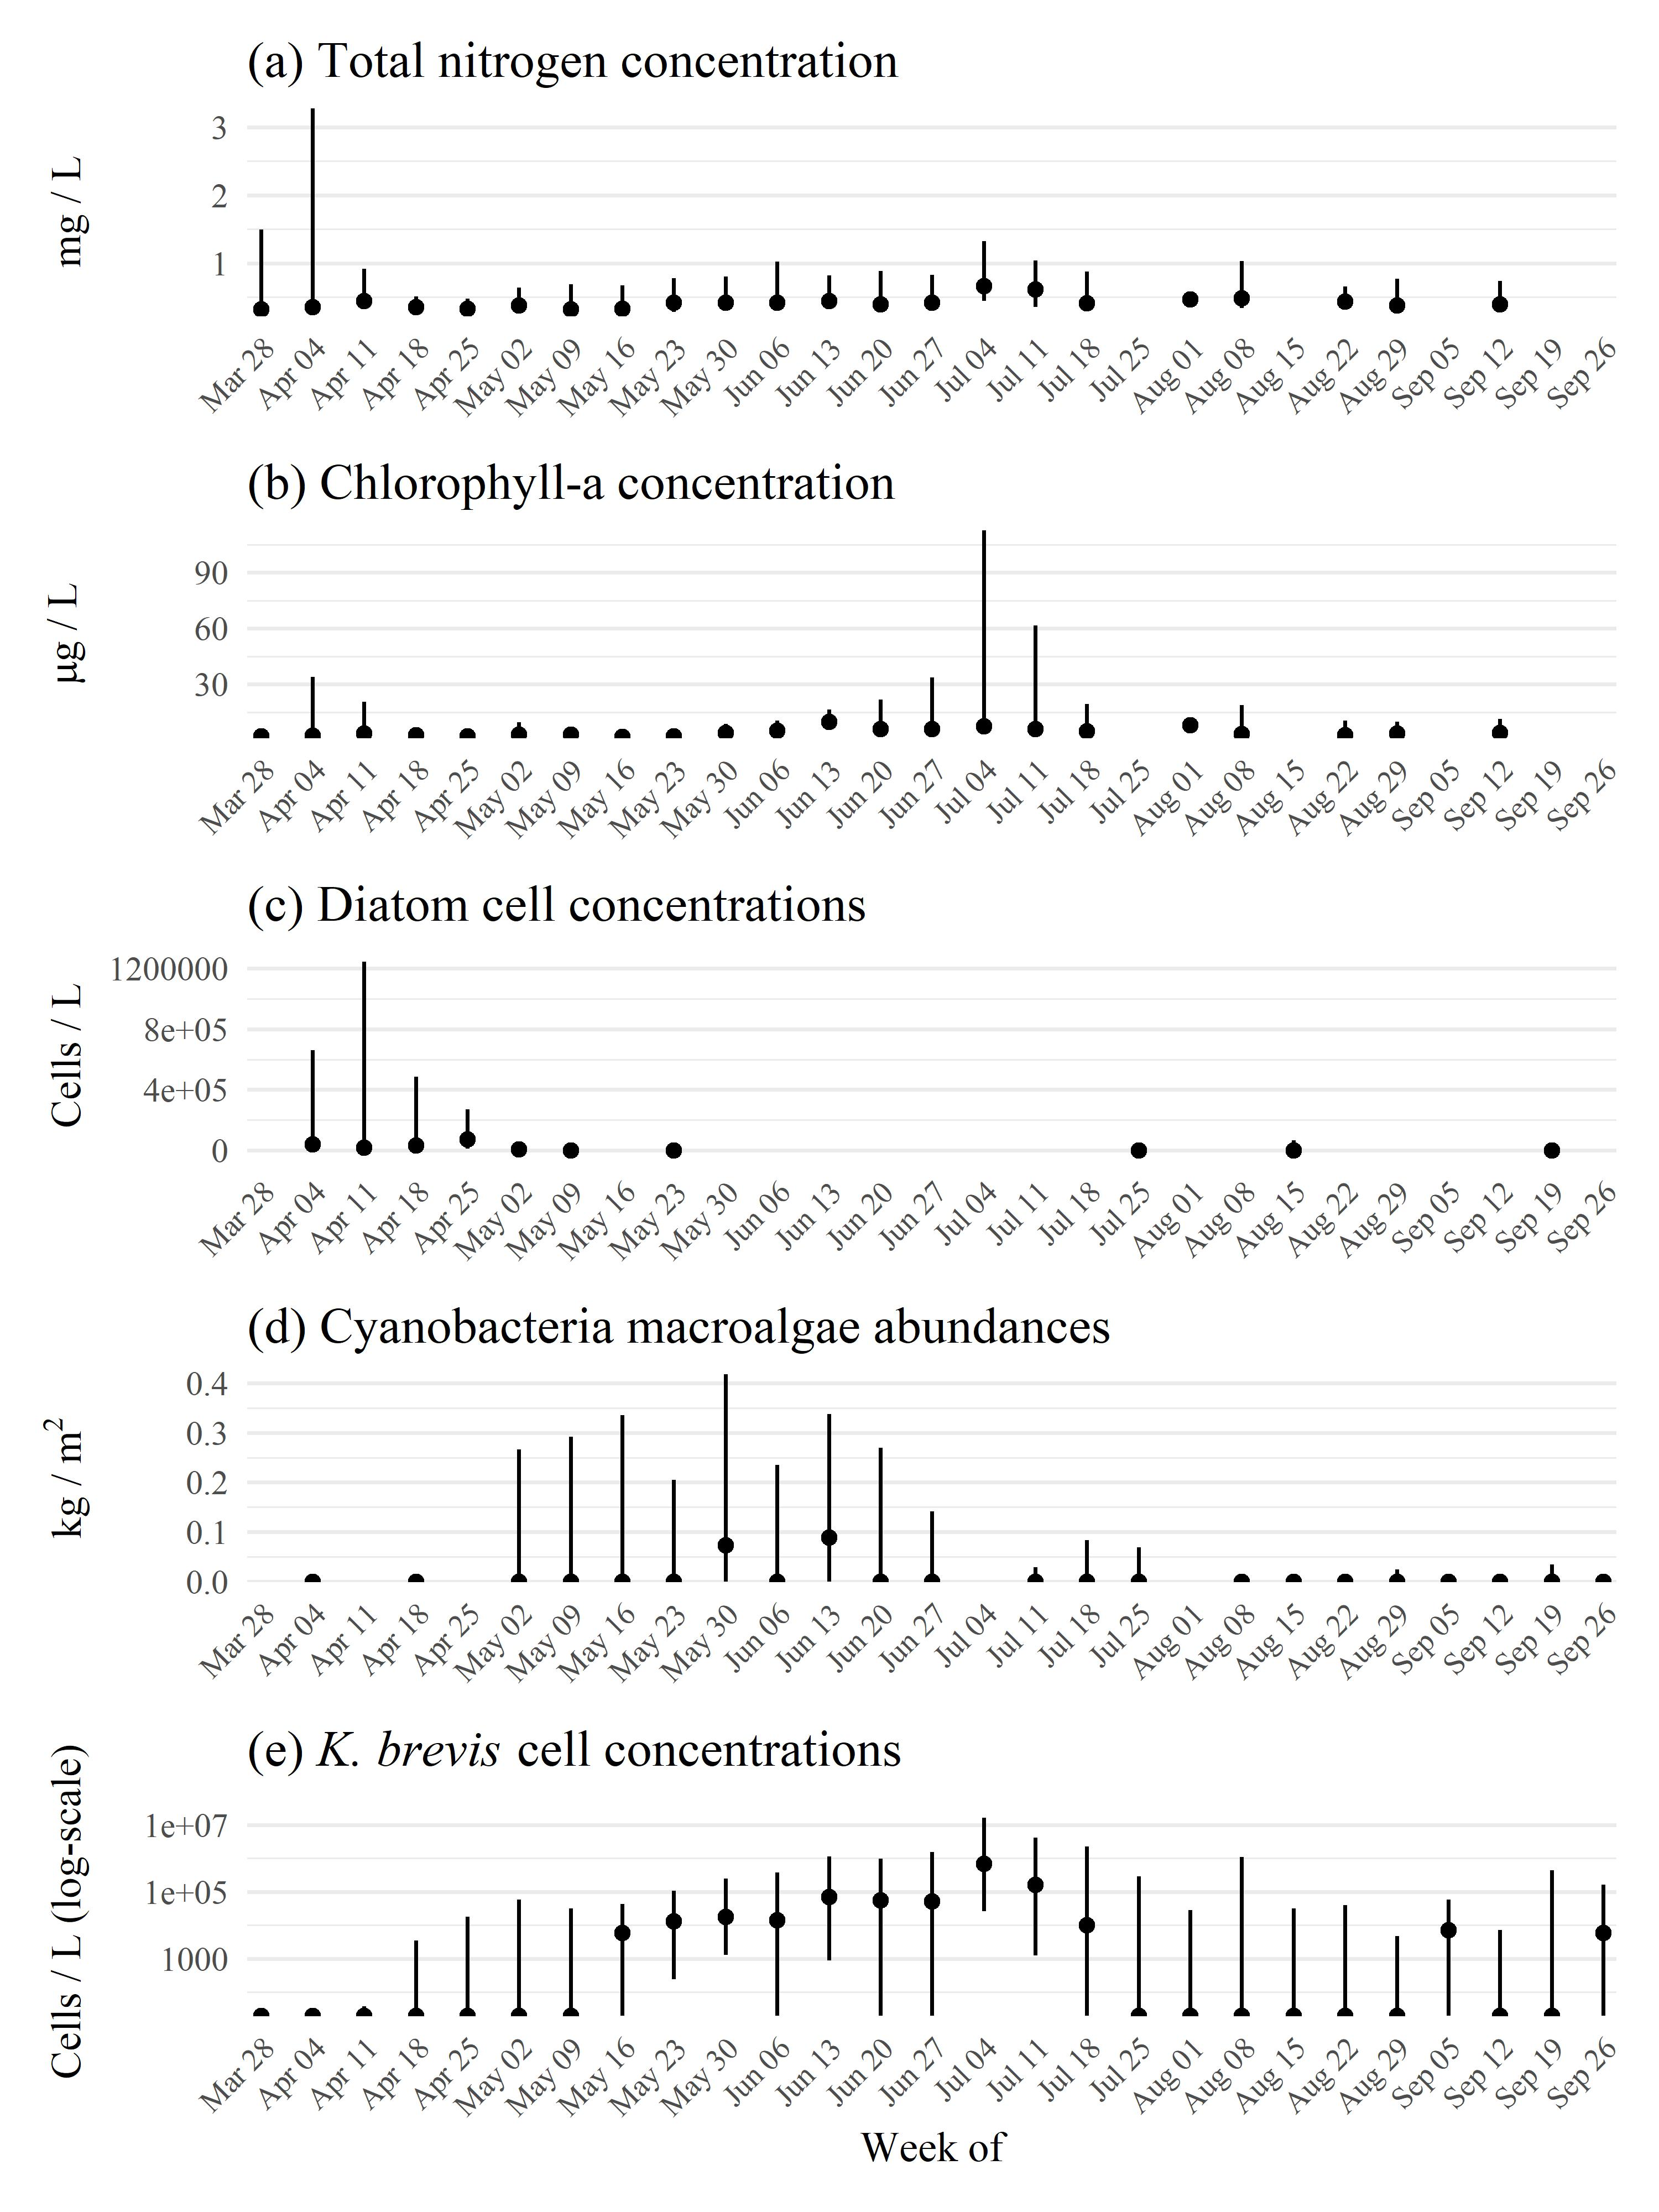 (a) Total nitrogen concentration
mg / L
3
2
1
Mar 28 Apr 04 Apr 11 Apr 18 Apr 25 May 02 May 09 May 16 May 23 May 30 Jun 06 Jun 13 Jun 20 Jun 27 Jul 04 Jul 11 Jul 18 Jul 25 Aug 01 Aug 08 Aug 15 Aug 22 Aug 29 Sep 05 Sep 12 Sep 19 Sep 26
(b) Chlorophyll-a concentration
µg / L
90
60
30
Mar 28 Apr 04 Apr 11 Apr 18 Apr 25 May 02 May 09 May 16 May 23 May 30 Jun 06 Jun 13 Jun 20 Jun 27 Jul 04 Jul 11 Jul 18 Jul 25 Aug 01 Aug 08 Aug 15 Aug 22 Aug 29 Sep 05 Sep 12 Sep 19 Sep 26
(c) Diatom cell concentrations
Cells / L
1200000
8e+05
4e+05
0
Mar 28 Apr 04 Apr 11 Apr 18 Apr 25 May 02 May 09 May 16 May 23 May 30 Jun 06 Jun 13 Jun 20 Jun 27 Jul 04 Jul 11 Jul 18 Jul 25 Aug 01 Aug 08 Aug 15 Aug 22 Aug 29 Sep 05 Sep 12 Sep 19 Sep 26
(d) Cyanobacteria macroalgae abundances
kg / m²
0.4
0.3
0.2
0.1
0.0
Mar 28 Apr 04 Apr 11 Apr 18 Apr 25 May 02 May 09 May 16 May 23 May 30 Jun 06 Jun 13 Jun 20 Jun 27 Jul 04 Jul 11 Jul 18 Jul 25 Aug 01 Aug 08 Aug 15 Aug 22 Aug 29 Sep 05 Sep 12 Sep 19 Sep 26
(e) K. brevis cell concentrations
Cells / L (log-scale)
1e+07
1e+05
1000
Mar 28 Apr 04 Apr 11 Apr 18 Apr 25 May 02 May 09 May 16 May 23 May 30 Jun 06 Jun 13 Jun 20 Jun 27 Jul 04 Jul 11 Jul 18 Jul 25 Aug 01 Aug 08 Aug 15 Aug 22 Aug 29 Sep 05 Sep 12 Sep 19 Sep 26
Week of